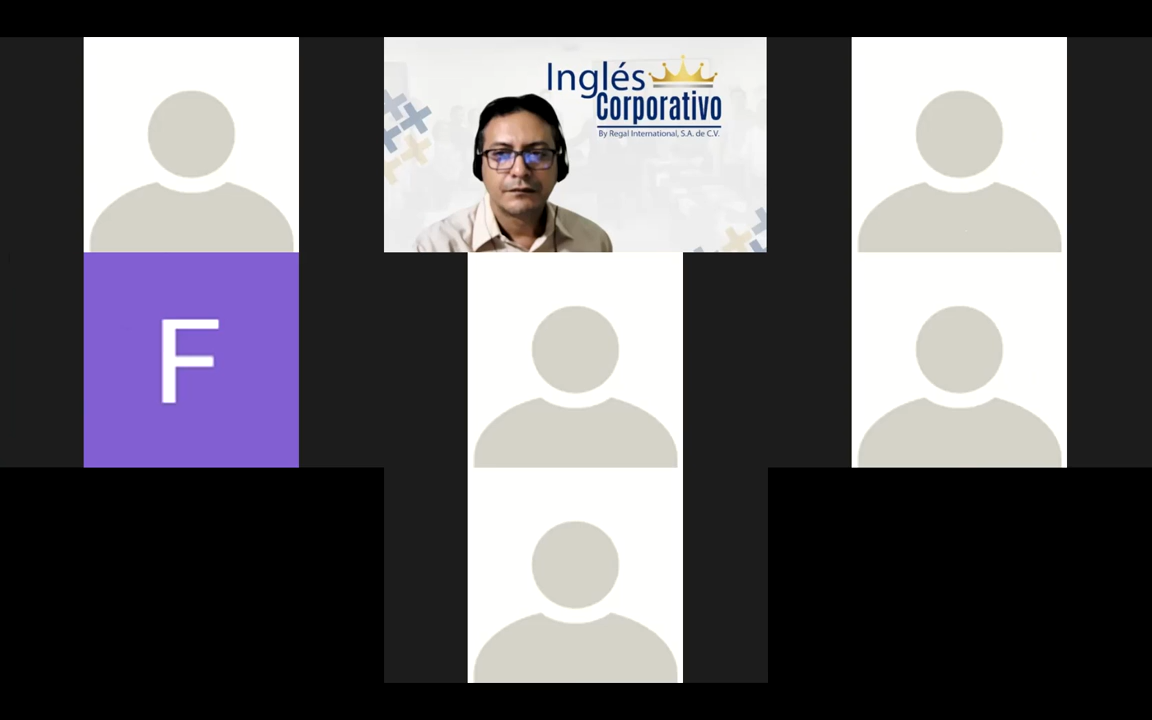 Inglés
Corporativo
By Regal International, S.A. de C.V.
F